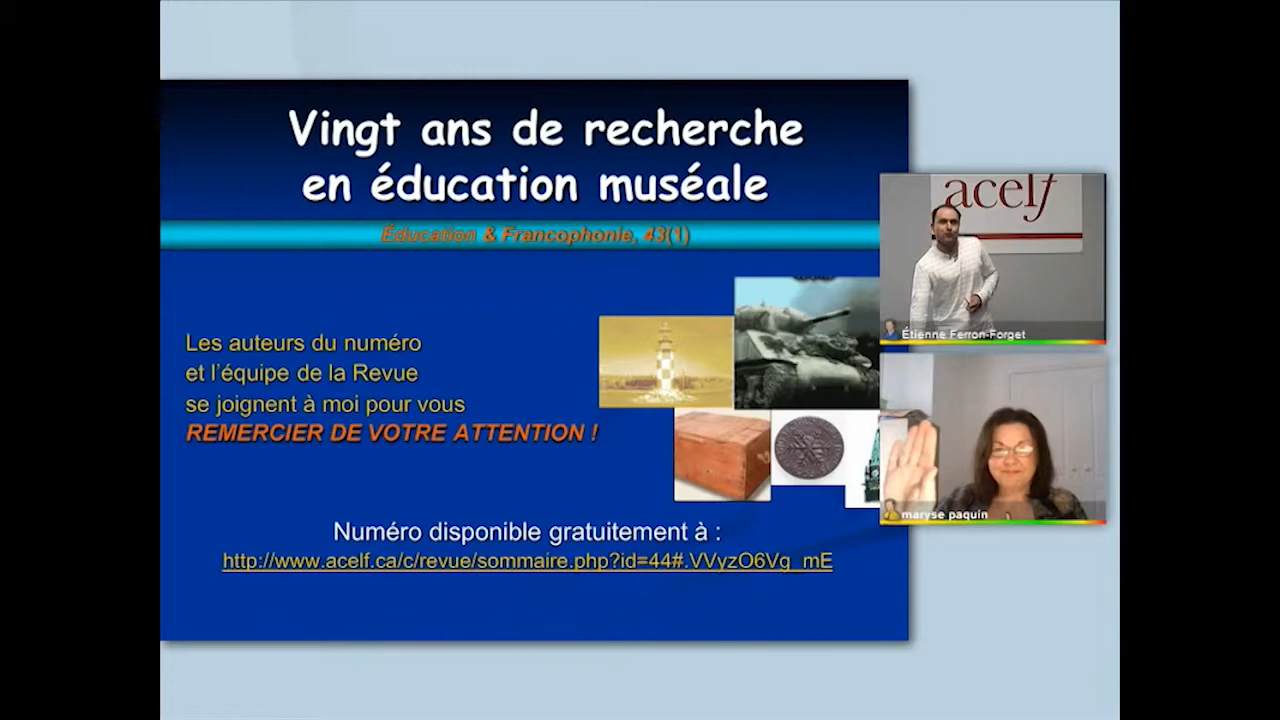 Vingt ans de recherche
en éducation muséale
Éducation & Francophonie, 43(1)
Les auteurs du numéro
et l’équipe de la Revue
se joignent à moi pour vous
REMERCIER DE VOTRE ATTENTION !
Numéro disponible gratuitement à :
http://www.acelf.ca/c/revue/sommaire.php?id=44#.VVyzO6Vg_mE
acelf
Étienne Ferron-Forget
maryse paquin